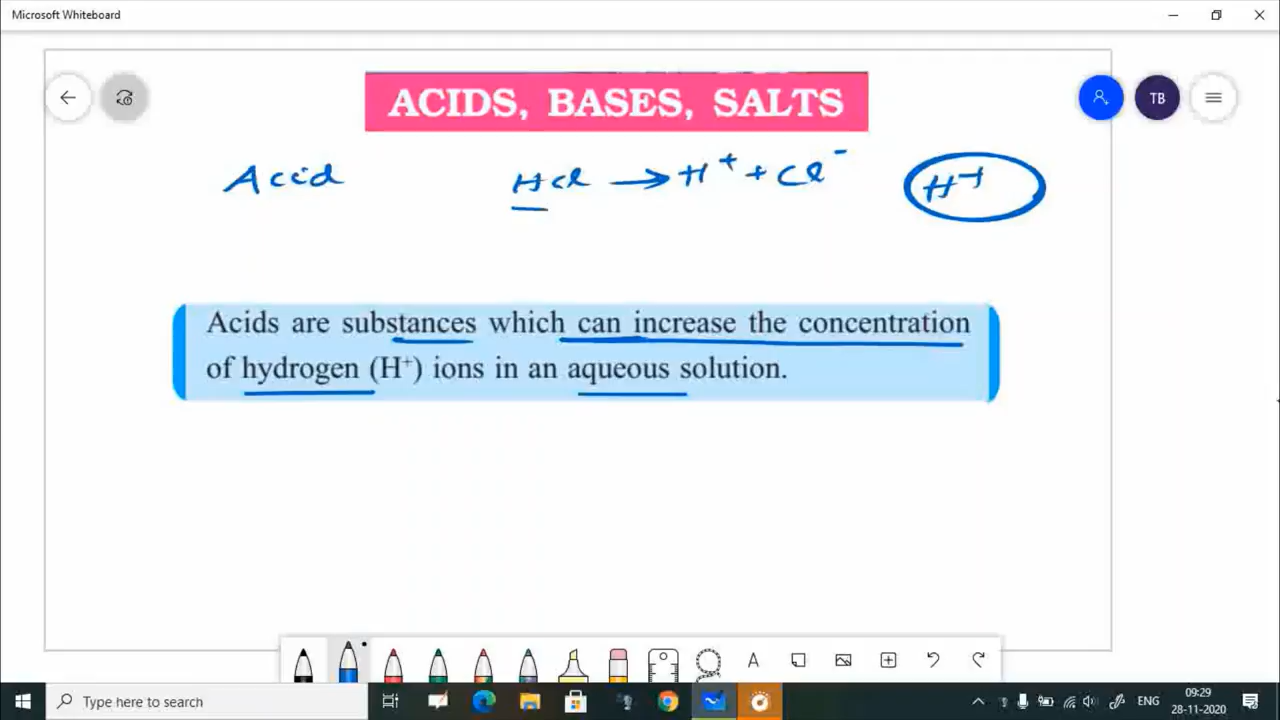 Microsoft Whiteboard
ACIDS, BASES, SALTS
TB
Acid HCl → H⁺ + Cl⁻ H⁺
Acids are substances which can increase the concentration
of hydrogen (H⁺) ions in an aqueous solution.
A
Type here to search
ENG
09:29
28-11-2020